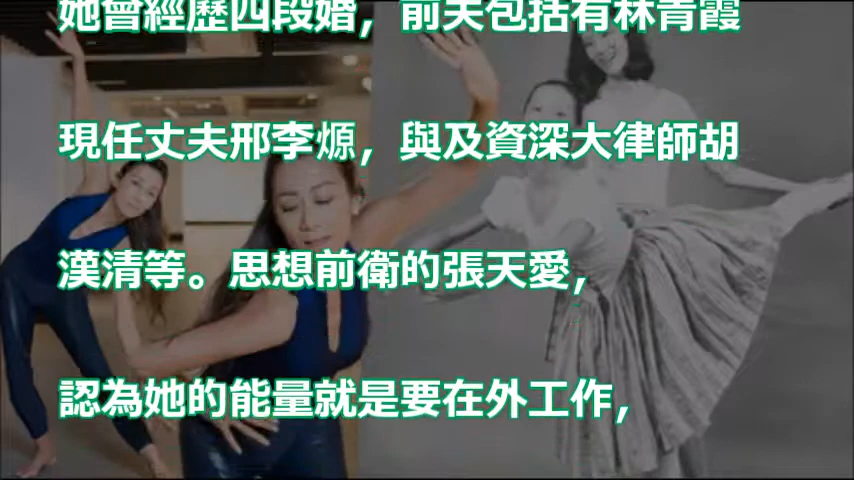 她曾經歷四段婚，前夫包括有林青霞
現任丈夫邢李㷧，與及資深大律師胡
漢清等。思想前衛的張天愛，
認為她的能量就是要在外工作，